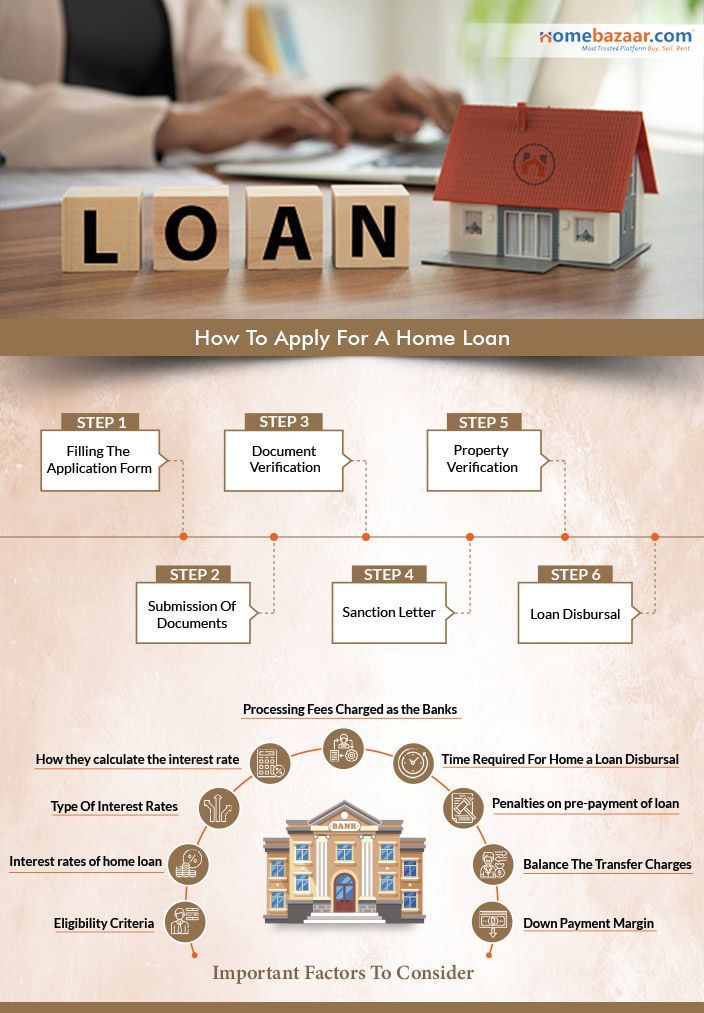 homebazaar.com
Most Trusted Platform Buy. Sell. Rent.
LOAN
How To Apply For A Home Loan
STEP 1
Filling The
Application Form
STEP 2
Submission Of
Documents
STEP 3
Document
Verification
STEP 4
Sanction Letter
STEP 5
Property
Verification
STEP 6
Loan Disbursal
Processing Fees Charged as the Banks
How they calculate the interest rate
Time Required For Home a Loan Disbursal
Type Of Interest Rates
Penalties on pre-payment of loan
Interest rates of home loan
Balance The Transfer Charges
Eligibility Criteria
Down Payment Margin
BANK
Important Factors To Consider